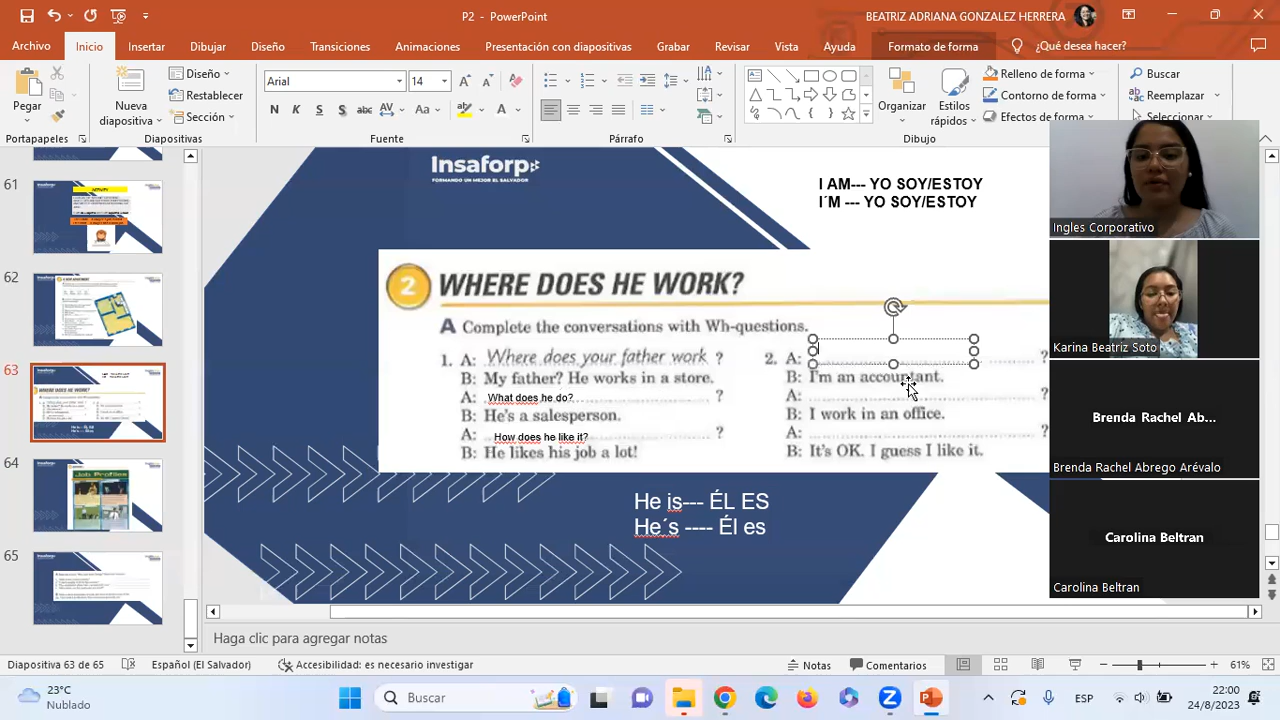 P2 - PowerPoint
BEATRIZ ADRIANA GONZALEZ HERRERA
Archivo
Inicio
Insertar
Dibujar
Diseño
Transiciones
Animaciones
Presentación con diapositivas
Grabar
Revisar
Vista
Ayuda
Formato de forma
¿Qué desea hacer?
Pegar
Nueva diapositiva
Diseño
Restablecer
Sección
Arial
14
N K S S abc AV Aa A
Organizar
Estilos rápidos
Relleno de forma
Contorno de forma
Efectos de forma
Buscar
Reemplazar
Seleccionar
Portapapeles
Diapositivas
Fuente
Párrafo
Dibujo
61
62
63
64
65
Job Profiles
Insaforp
FORMANDO UN MEJOR EL SALVADOR
I AM--- YO SOY/ESTOY
I´M --- YO SOY/ESTOY
2 WHERE DOES HE WORK?
A Complete the conversations with Wh-questions.
1. A: Where does your father work ?
B: My father? He works in a store.
A: What does he do? ?
B: He's a salesperson.
A: How does he like it? ?
B: He likes his job a lot!
2. A: ?
B: I'm an accountant.
A: ?
B: I work in an office.
A: ?
B: It's OK. I guess I like it.
He is--- ÉL ES
He´s ---- Él es
Ingles Corporativo
Karina Beatriz Soto
Brenda Rachel Ab...
Brenda Rachel Abrego Arévalo
Carolina Beltran
Carolina Beltran
Haga clic para agregar notas
Diapositiva 63 de 65
Español (El Salvador)
Accesibilidad: es necesario investigar
Notas
Comentarios
61%
23°C
Nublado
Buscar
ESP
22:00
24/8/2023